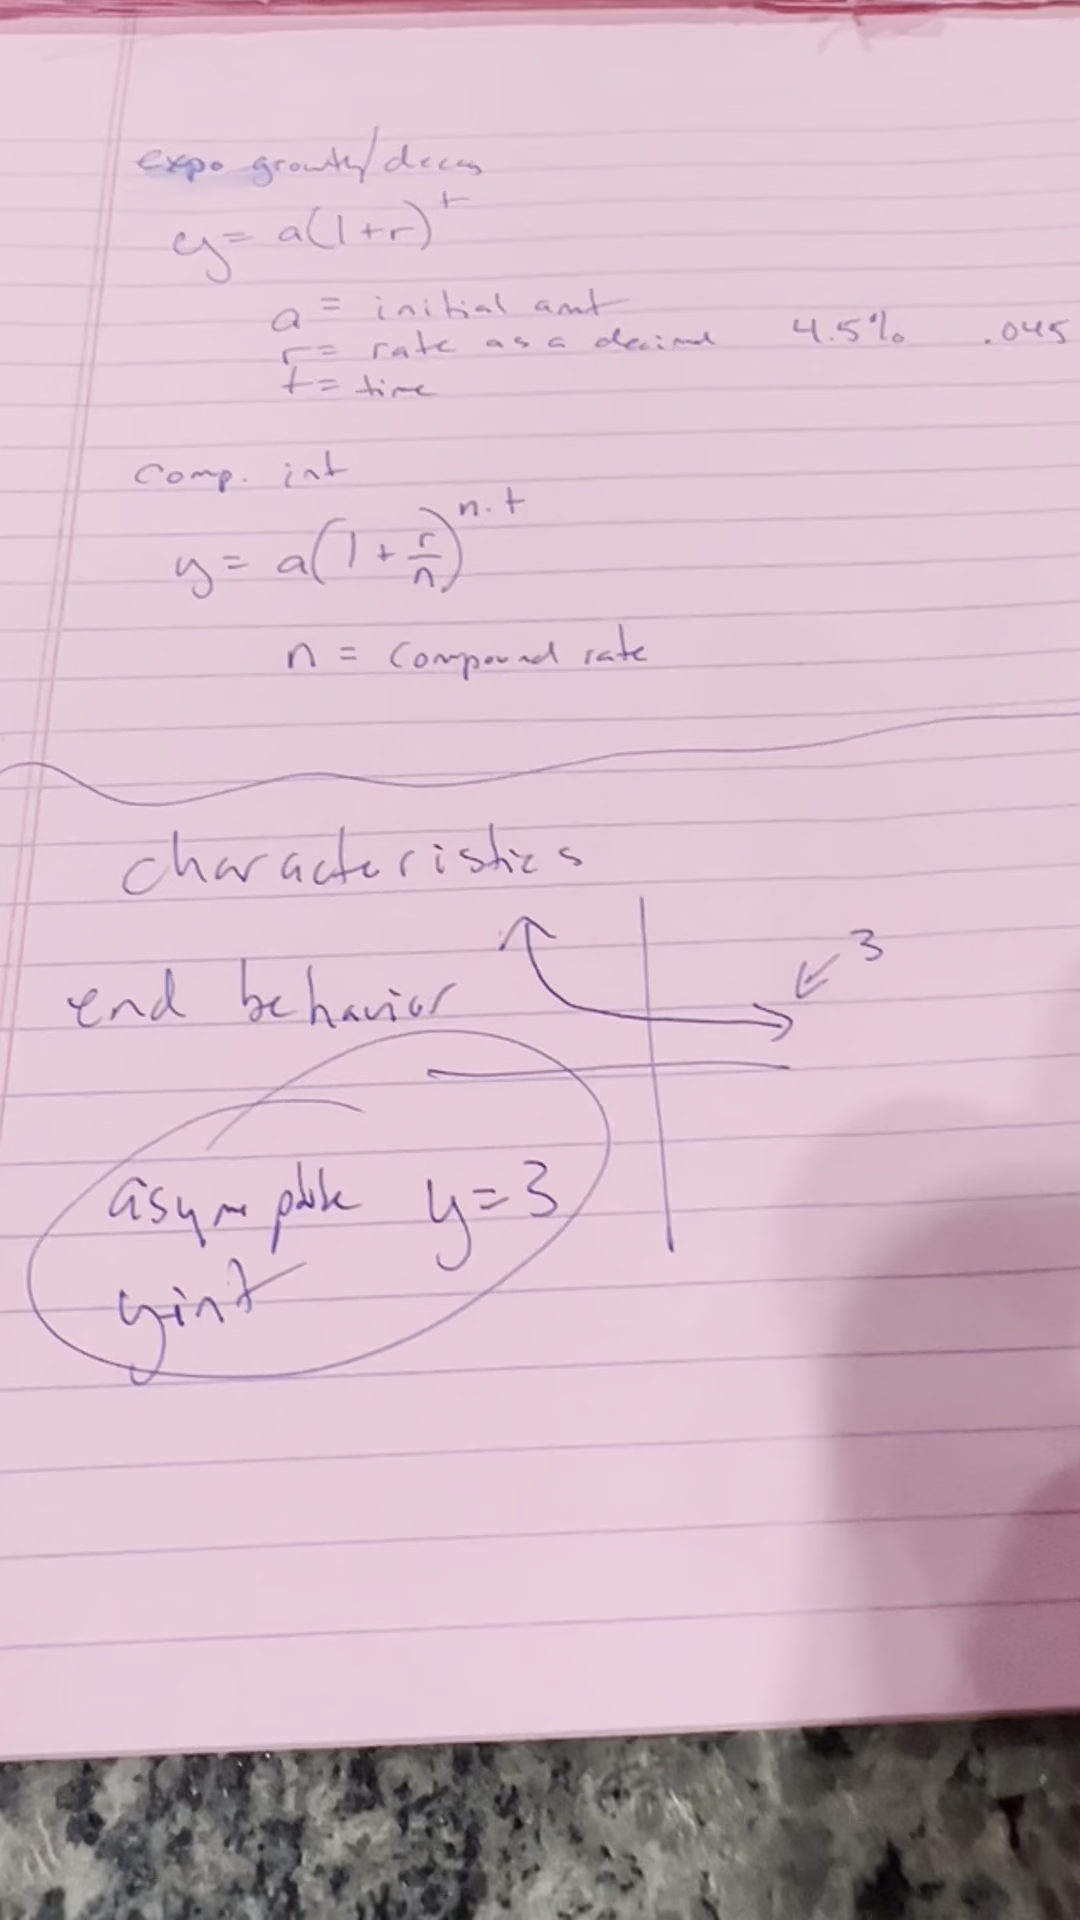 expo growth/decay
y = a(1+r)^t
a = initial amt
r = rate as a decimal 4.5% .045
t = time
comp. int
y = a(1 + r/n)^n·t
n = compound rate
characteristics
3
end behavior
asymptote y=3
yint